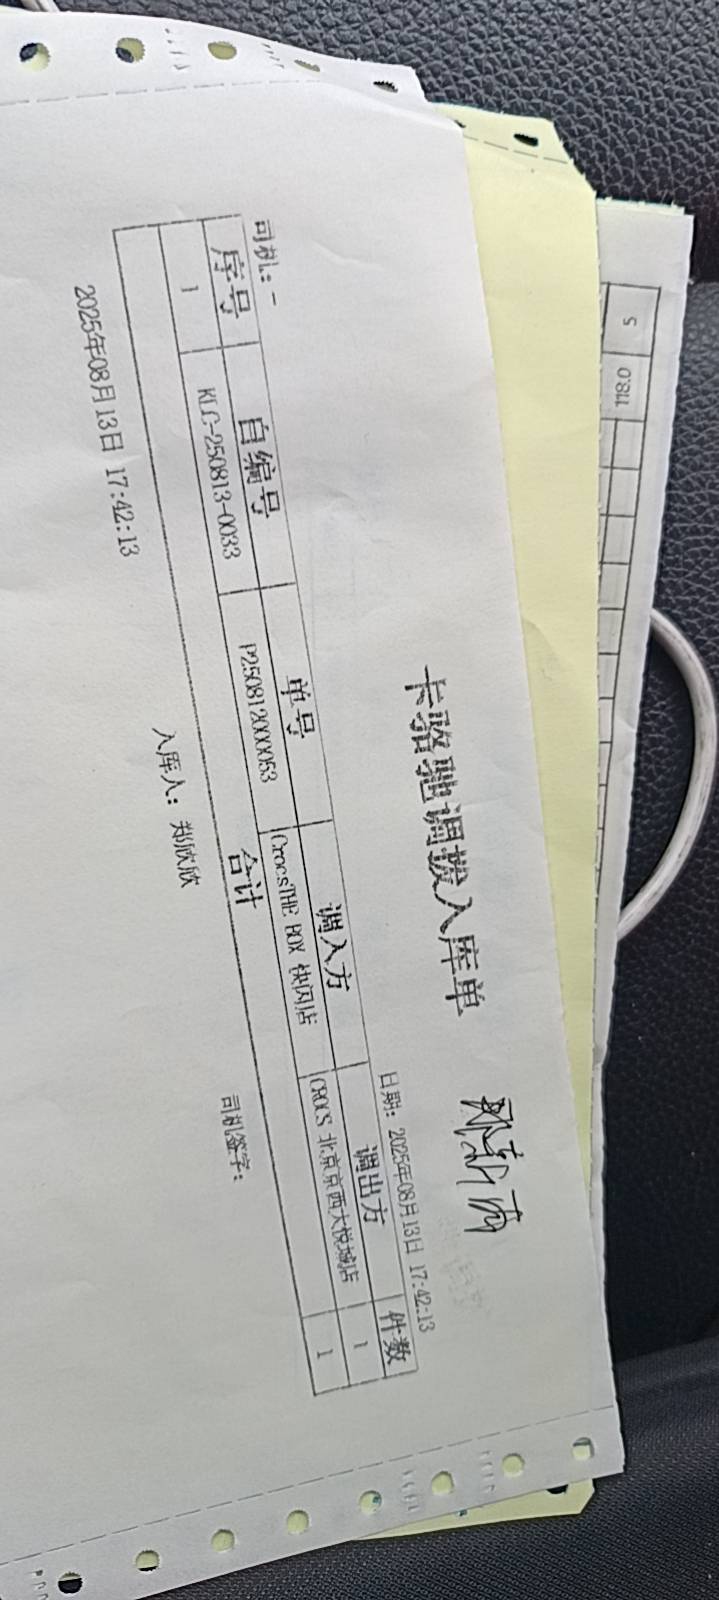 卡骆驰调拨入库单
司机：-
日期： 2025年08月13日 17:42:13
序号 自编号 单号 调入方 调出方 件数
1 KLC-250813-0033 P250812000053 CrocsTHE BOX 快闪店 CROCS 北京京西大悦城店 1
合计 1
入库人： 郑欣欣
司机签字：
2025年08月13日 17:42:13
S 118.0